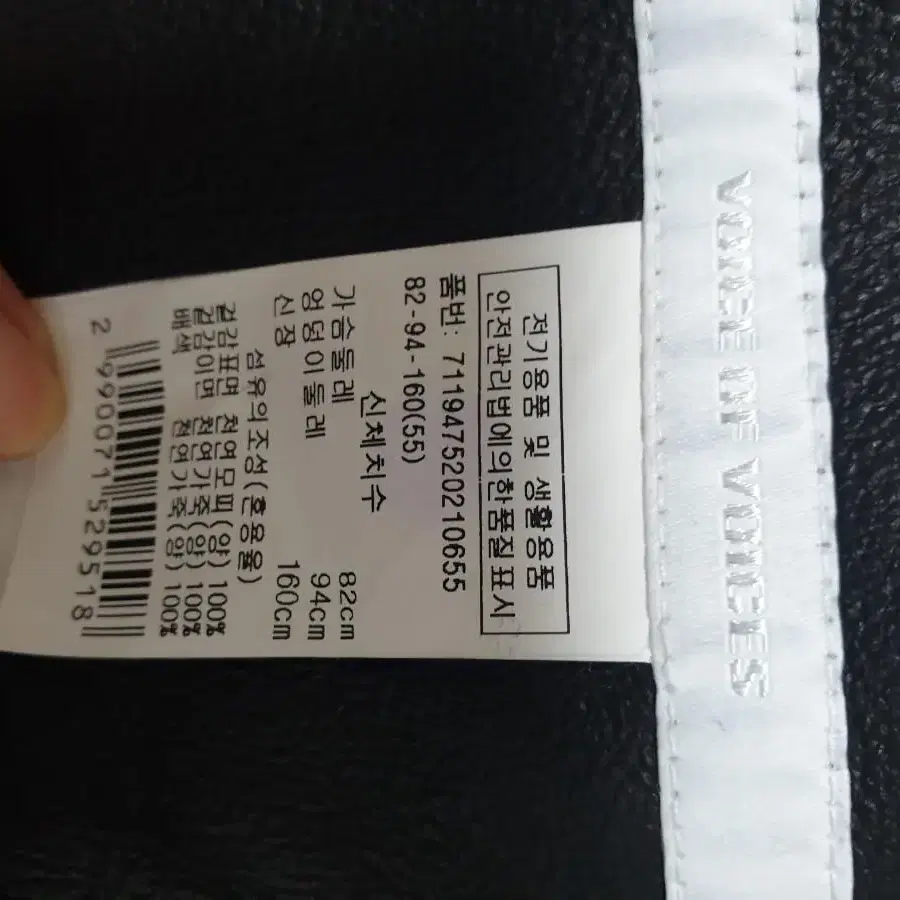 VOICE OF VOICES
전기용품 및 생활용품
안전관리법에의한품질표시
품번: 711947520210655
82-94-160(55)
신체치수
가슴둘레 82cm
엉덩이둘레 94cm
신장 160cm
섬유의조성(혼용율)
겉감표면 천연모피(양) 100%
겉감이면 천연가죽(양) 100%
배색 천연가죽(양) 100%
2 990071 529518